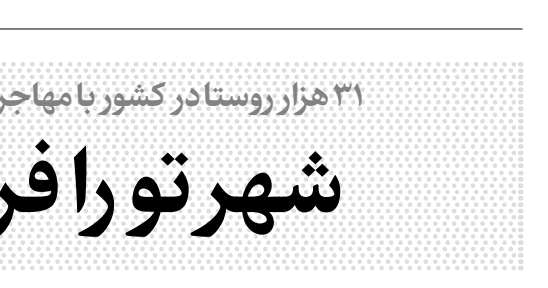 ۳۱ هزار روستا در کشور با مهاجر
شهر تو را فر